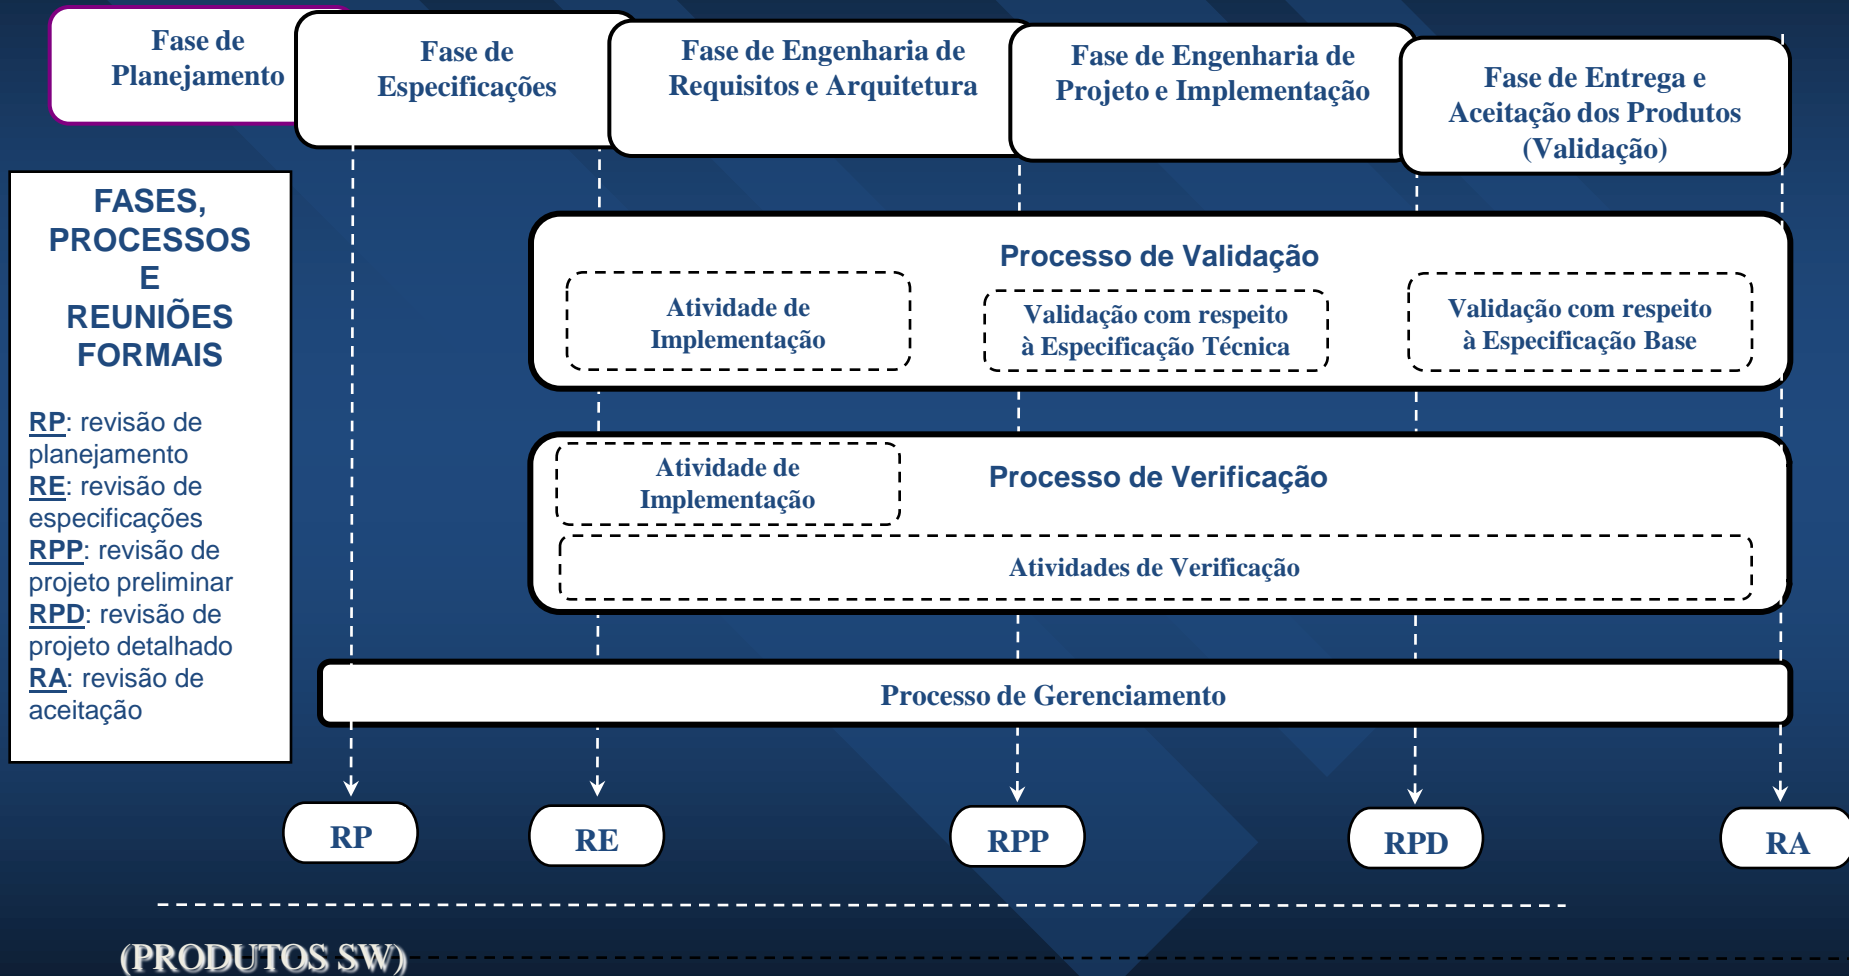 Fase de
Planejamento
Fase de
Especificações
Fase de Engenharia de
Requisitos e Arquitetura
Fase de Engenharia de
Projeto e Implementação
Fase de Entrega e
Aceitação dos Produtos
(Validação)
FASES,
PROCESSOS
E
REUNIÕES
FORMAIS
RP: revisão de
planejamento
RE: revisão de
especificações
RPP: revisão de
projeto preliminar
RPD: revisão de
projeto detalhado
RA: revisão de
aceitação
Processo de Validação
Atividade de
Implementação
Validação com respeito
à Especificação Técnica
Validação com respeito
à Especificação Base
Atividade de
Implementação
Processo de Verificação
Atividades de Verificação
Processo de Gerenciamento
RP
RE
RPP
RPD
RA
(PRODUTOS SW)